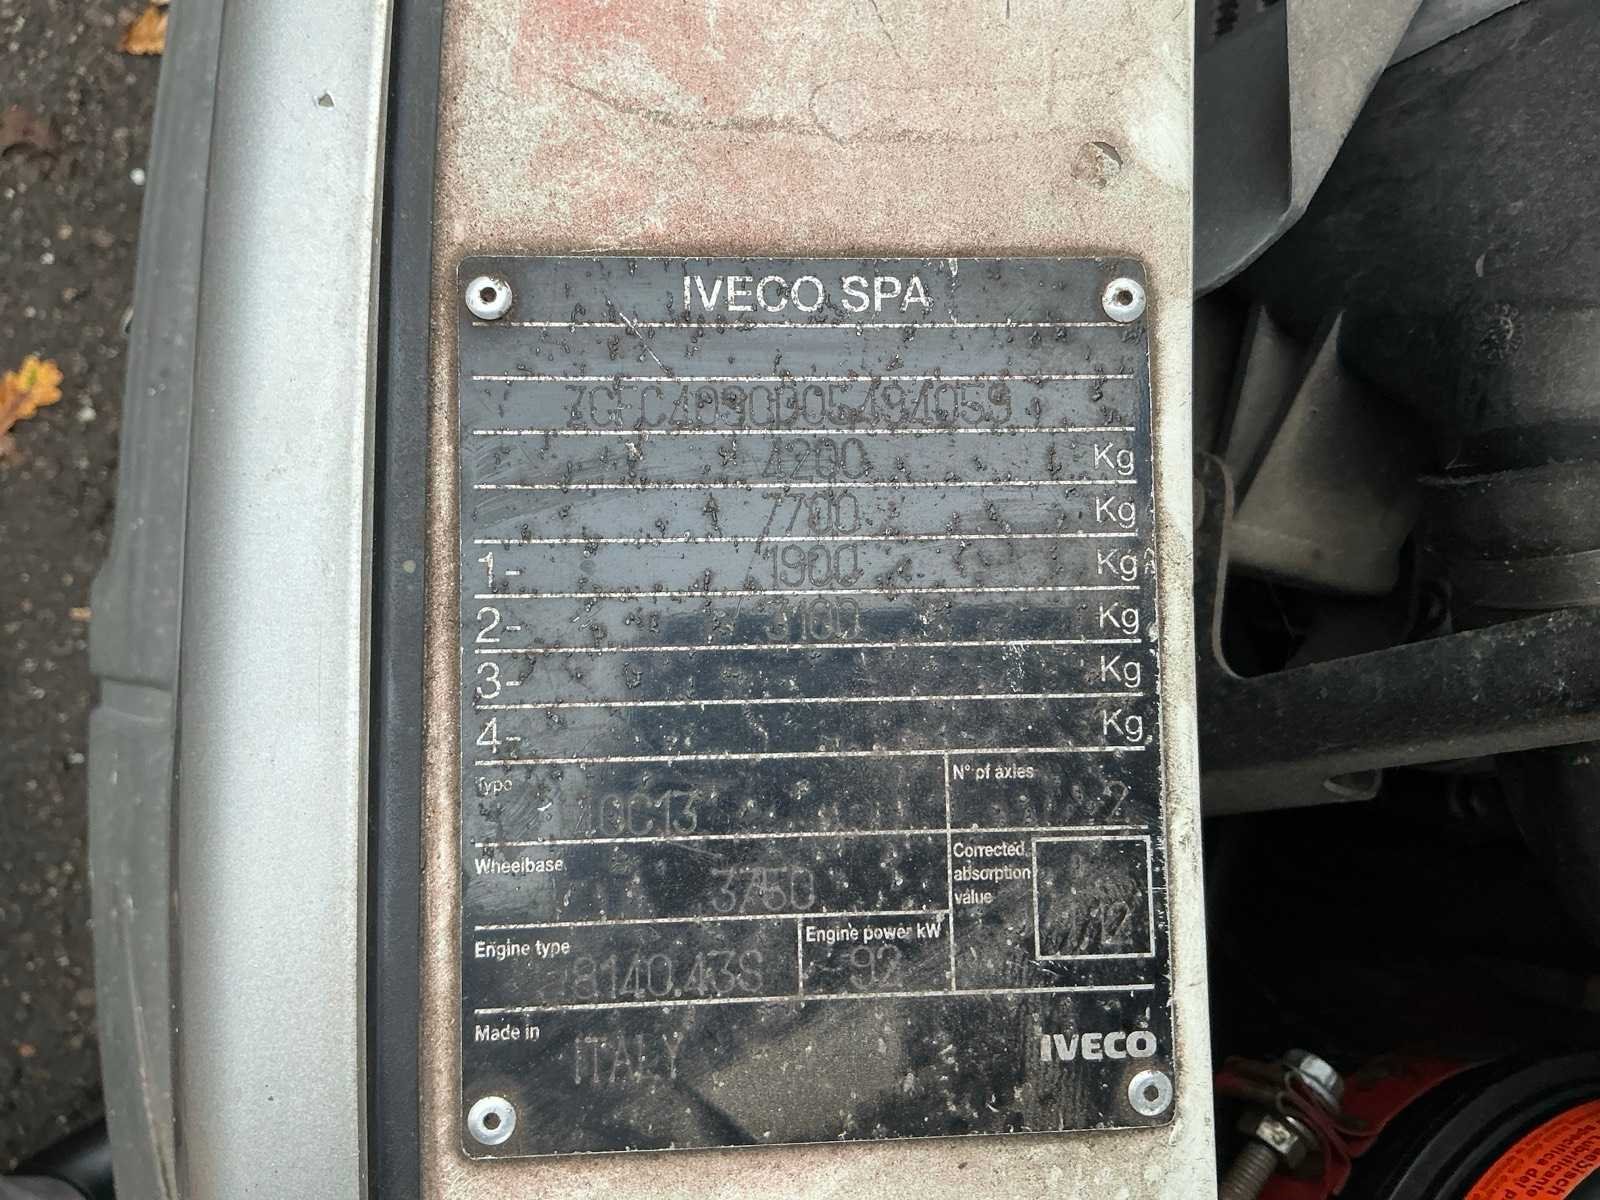 IVECO SPA
ZCFC4090005494059
4200 Kg
7700 Kg
1- 1900 Kg
2- 3100 Kg
3- Kg
4- Kg
Type 40C13
N° of axles 2
Wheelbase 3750
Corrected absorption value
Engine type 8140.43S
Engine power kW 92
Made in ITALY
IVECO